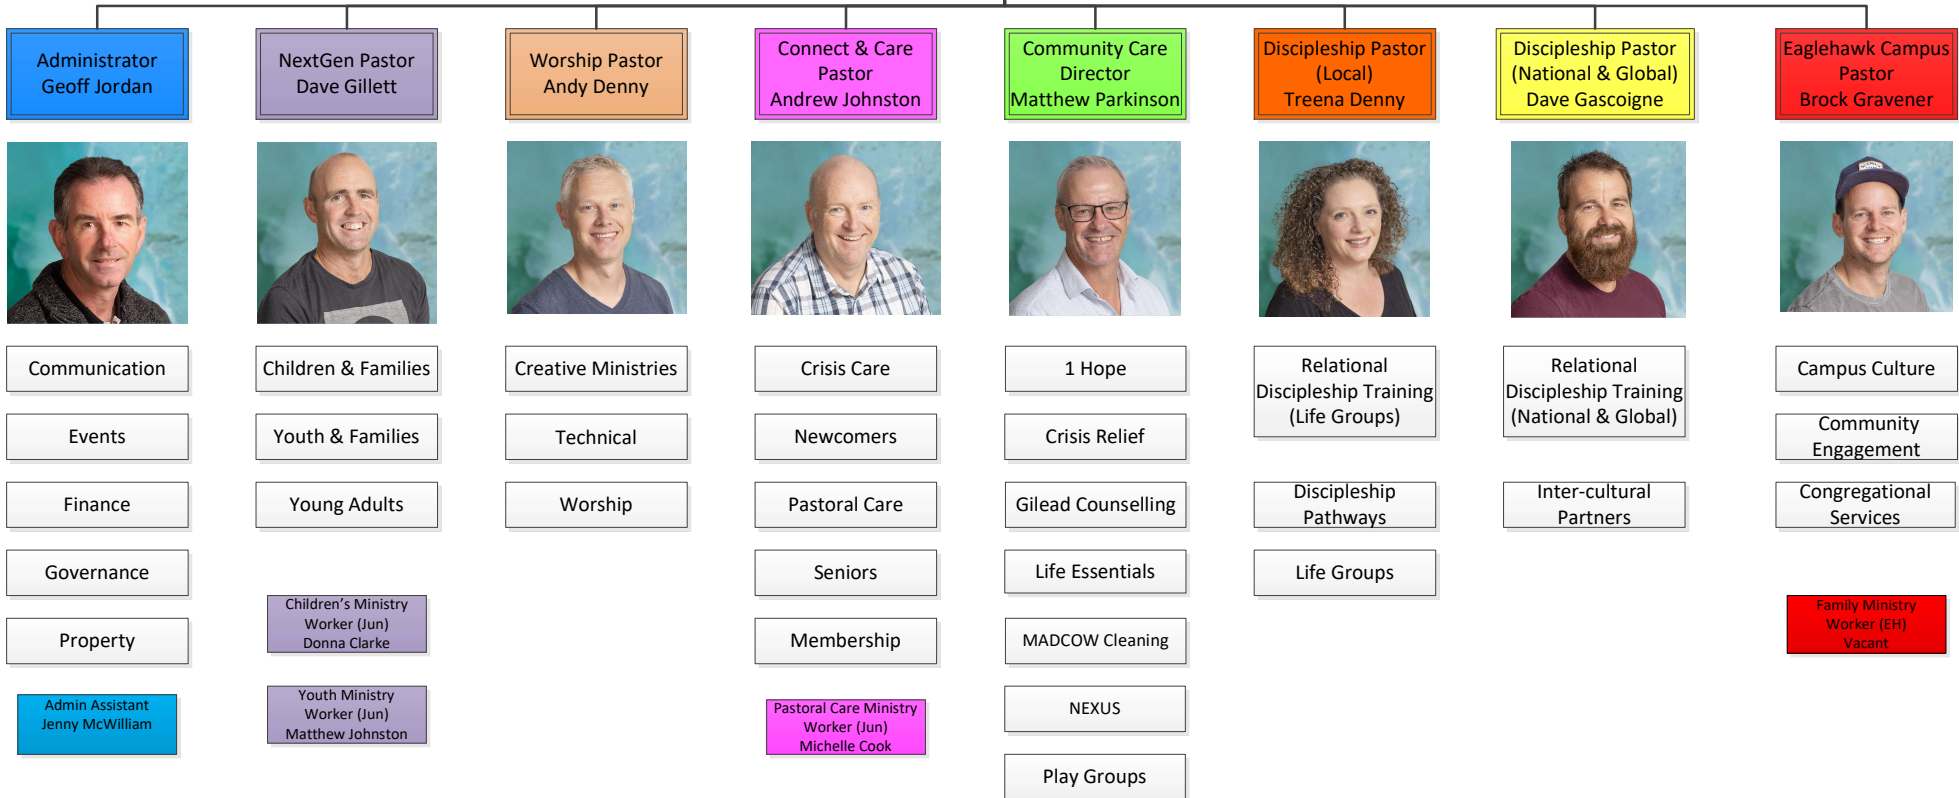 Administrator
Geoff Jordan
NextGen Pastor
Dave Gillett
Worship Pastor
Andy Denny
Connect & Care
Pastor
Andrew Johnston
Community Care
Director
Matthew Parkinson
Discipleship Pastor
(Local)
Treena Denny
Discipleship Pastor
(National & Global)
Dave Gascoigne
Eaglehawk Campus
Pastor
Brock Gravener
Communication
Events
Finance
Governance
Property
Admin Assistant
Jenny McWilliam
Children & Families
Youth & Families
Young Adults
Children's Ministry
Worker (Jun)
Donna Clarke
Youth Ministry
Worker (Jun)
Matthew Johnston
Creative Ministries
Technical
Worship
Crisis Care
Newcomers
Pastoral Care
Seniors
Membership
Pastoral Care Ministry
Worker (Jun)
Michelle Cook
1 Hope
Crisis Relief
Gilead Counselling
Life Essentials
MADCOW Cleaning
NEXUS
Play Groups
Relational
Discipleship Training
(Life Groups)
Discipleship
Pathways
Life Groups
Relational
Discipleship Training
(National & Global)
Inter-cultural
Partners
Campus Culture
Community
Engagement
Congregational
Services
Family Ministry
Worker (EH)
Vacant